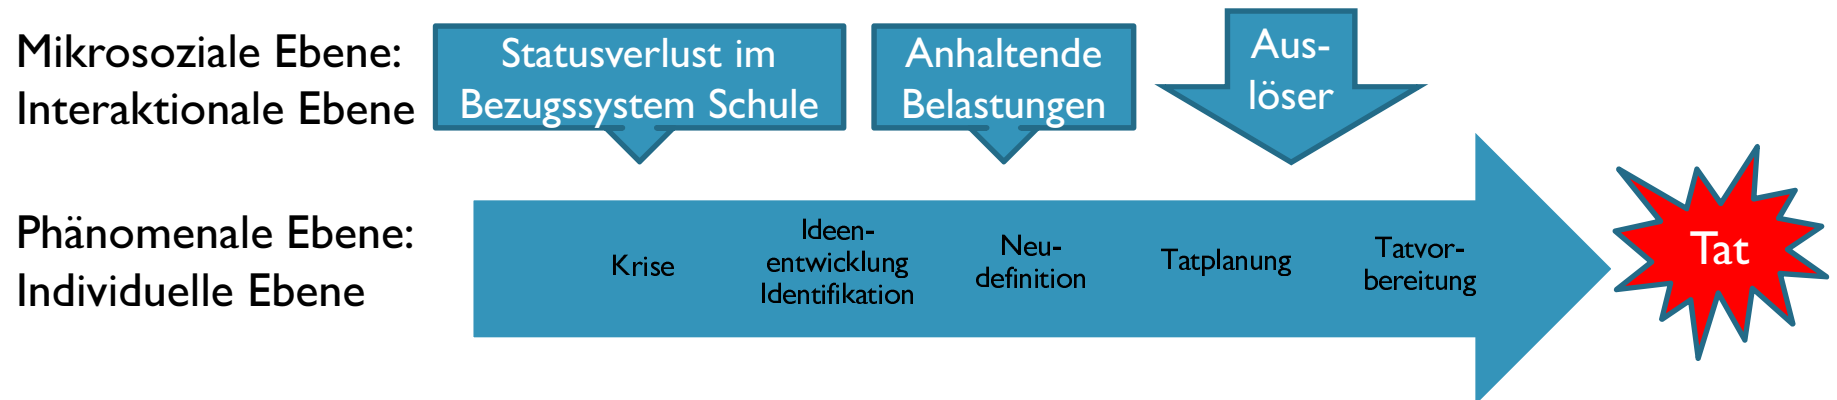 Mikrosoziale Ebene:
Interaktionale Ebene
Statusverlust im
Bezugssystem Schule
Anhaltende
Belastungen
Aus-
löser
Phänomenale Ebene:
Individuelle Ebene
Krise
Ideen-
entwicklung
Identifikation
Neu-
definition
Tatplanung
Tatvor-
bereitung
Tat